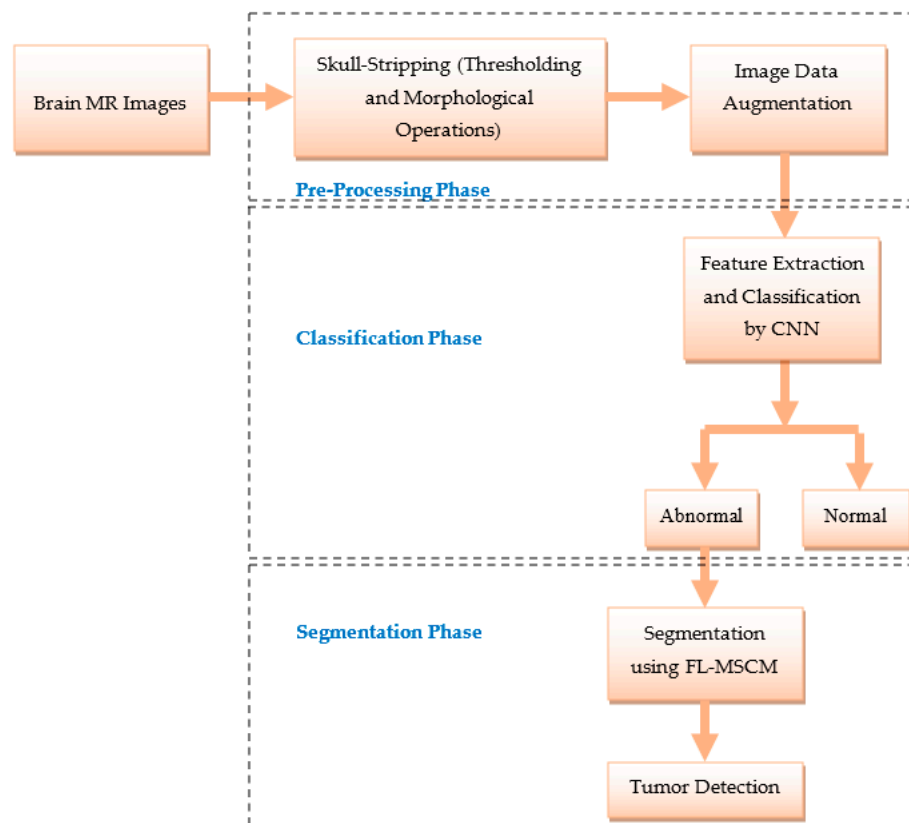 Brain MR Images
Skull-Stripping (Thresholding
and Morphological
Operations)
Image Data
Augmentation
Pre-Processing Phase
Feature Extraction
and Classification
by CNN
Classification Phase
Abnormal
Normal
Segmentation Phase
Segmentation
using FL-MSCM
Tumor Detection